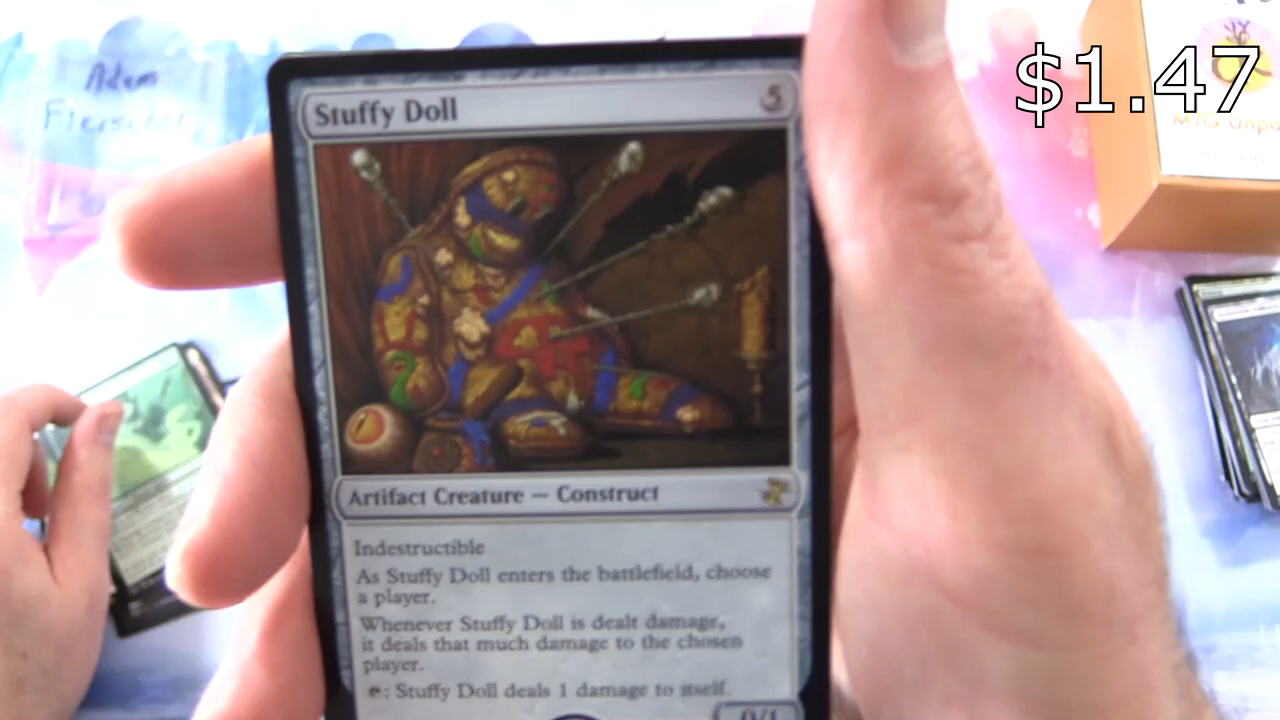 $1.47
Adam
Stuffy Doll
5
Artifact Creature — Construct
Indestructible
As Stuffy Doll enters the battlefield, choose
a player.
Whenever Stuffy Doll is dealt damage,
it deals that much damage to the chosen
player.
: Stuffy Doll deals 1 damage to itself.
0/1